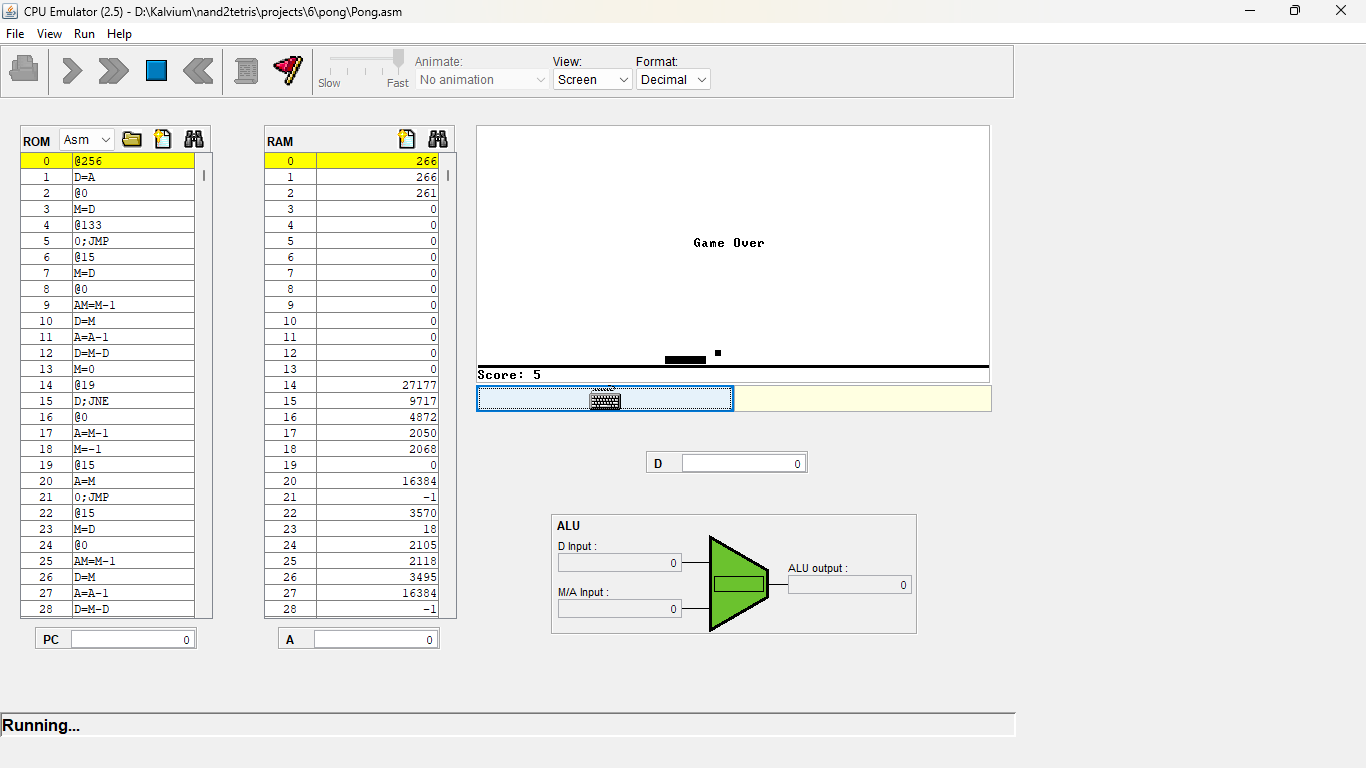 CPU Emulator (2.5) - D:\Kalvium\nand2tetris\projects\6\pong\Pong.asm
File View Run Help
Slow Fast
Animate:
No animation
View:
Screen
Format:
Decimal
ROM Asm
0 @256
1 D=A
2 @0
3 M=D
4 @133
5 0;JMP
6 @15
7 M=D
8 @0
9 AM=M-1
10 D=M
11 A=A-1
12 D=M-D
13 M=0
14 @19
15 D;JNE
16 @0
17 A=M-1
18 M=-1
19 @15
20 A=M
21 0;JMP
22 @15
23 M=D
24 @0
25 AM=M-1
26 D=M
27 A=A-1
28 D=M-D
PC 0
RAM
0 266
1 266
2 261
3 0
4 0
5 0
6 0
7 0
8 0
9 0
10 0
11 0
12 0
13 0
14 27177
15 9717
16 4872
17 2050
18 2068
19 0
20 16384
21 -1
22 3570
23 18
24 2105
25 2118
26 3495
27 16384
28 -1
A 0
Game Over
Score: 5
D 0
ALU
D Input :
0
M/A Input :
0
ALU output :
0
Running...